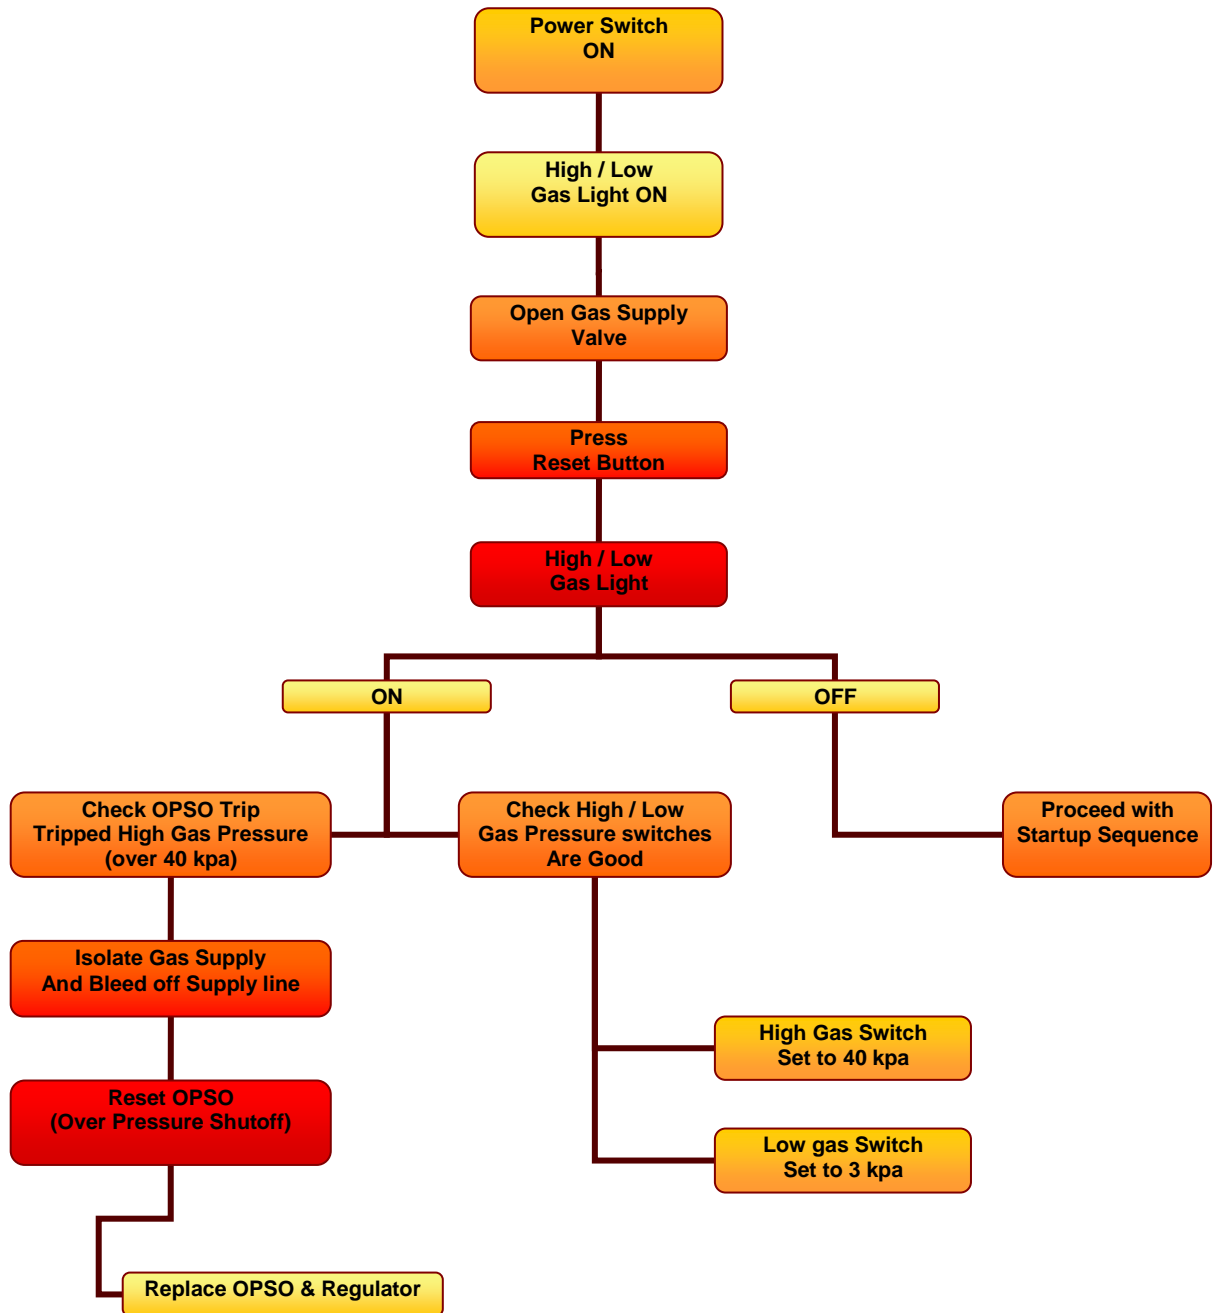 Power Switch
ON
High / Low
Gas Light ON
Open Gas Supply
Valve
Press
Reset Button
High / Low
Gas Light
ON
OFF
Check OPSO Trip
Tripped High Gas Pressure
(over 40 kpa)
Check High / Low
Gas Pressure switches
Are Good
Proceed with
Startup Sequence
Isolate Gas Supply
And Bleed off Supply line
High Gas Switch
Set to 40 kpa
Reset OPSO
(Over Pressure Shutoff)
Low gas Switch
Set to 3 kpa
Replace OPSO & Regulator